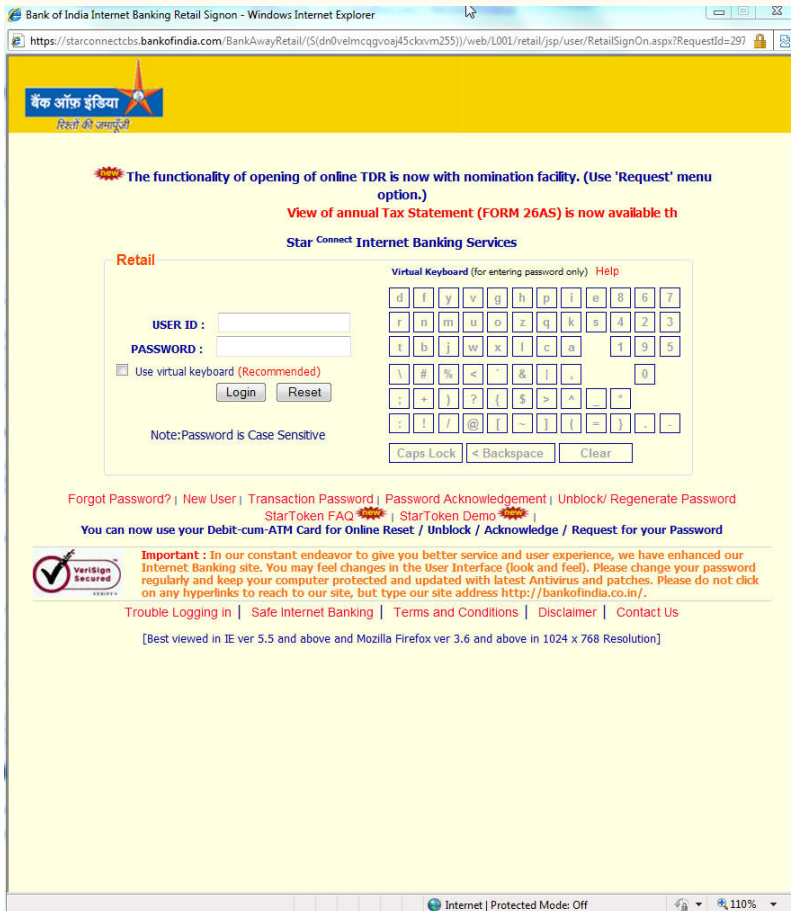 Bank of India Internet Banking Retail Signon - Windows Internet Explorer
https://starconnectcbs.bankofindia.com/BankAwayRetail/(S(dn0velmcqgvoaj45ckxvm255))/web/L001/retail/jsp/user/RetailSignOn.aspx?RequestId=297
बैंक ऑफ़ इंडिया
रिश्तों की जमापूँजी
new The functionality of opening of online TDR is now with nomination facility. (Use 'Request' menu
option.)
View of annual Tax Statement (FORM 26AS) is now available th
Star Connect Internet Banking Services
Retail
Virtual Keyboard (for entering password only) Help
d f y v g h p i e 8 6 7
USER ID :
r n m u o z q k s 4 2 3
PASSWORD :
t b j w x l c a 1 9 5
Use virtual keyboard (Recommended)
\ # % < ` & | , 0
Login Reset
; + ) ? { $ > ^ _ *
: ! / @ [ ~ ] ( = } . -
Note:Password is Case Sensitive
Caps Lock < Backspace Clear
Forgot Password? | New User | Transaction Password | Password Acknowledgement | Unblock/ Regenerate Password
StarToken FAQ new | StarToken Demo new |
You can now use your Debit-cum-ATM Card for Online Reset / Unblock / Acknowledge / Request for your Password
VeriSign
Secured
VERIFY
Important : In our constant endeavor to give you better service and user experience, we have enhanced our
Internet Banking site. You may feel changes in the User Interface (look and feel). Please change your password
regularly and keep your computer protected and updated with latest Antivirus and patches. Please do not click
on any hyperlinks to reach to our site, but type our site address http://bankofindia.co.in/.
Trouble Logging in | Safe Internet Banking | Terms and Conditions | Disclaimer | Contact Us
[Best viewed in IE ver 5.5 and above and Mozilla Firefox ver 3.6 and above in 1024 x 768 Resolution]
Internet | Protected Mode: Off
110%